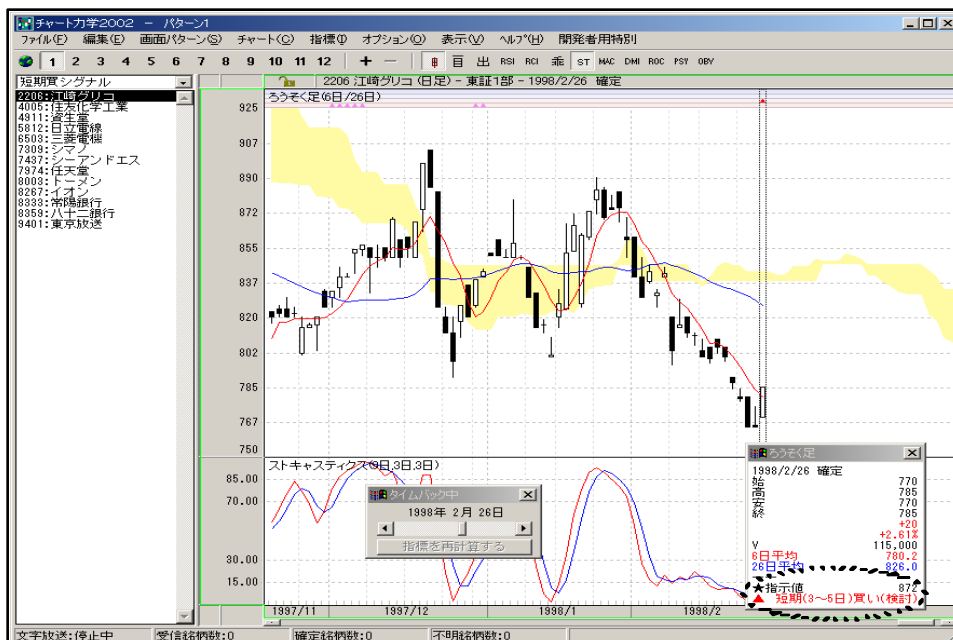 チャート力学2002 － パターン1
ファイル(F) 編集(E) 画面パターン(S) チャート(C) 指標(I) オプション(O) 表示(V) ヘルプ(H) 開発者用特別
1 2 3 4 5 6 7 8 9 10 11 12 + − 目 出 RSI RCI 乖 ST MAC DMI ROC PSY OBV
短期買シグナル
2206 江崎グリコ (日足) - 東証1部 - 1998/2/26 確定
2206:江崎グリコ
4005:住友化学工業
4911:資生堂
5812:日立電線
6503:三菱電機
7309:シマノ
7437:シーアンドエス
7974:任天堂
8003:トーメン
8267:イオン
8333:常陽銀行
8359:八十二銀行
9401:東京放送
ろうそく足(6日/26日)
925
907
890
872
855
837
820
802
785
767
750
ストキャスティクス(9日,3日,3日)
85.00
70.00
30.00
15.00
タイムバック中
1998年 2月 26日
指標を再計算する
ろうそく足
1998/2/26 確定
始 770
高 785
安 770
終 785
+20
+2.61%
V 115,000
6日平均 780.2
26日平均 826.0
★指示値 872
▲ 短期(3～5日)買い(検討)
1997/11 1997/12 1998/1 1998/2
文字放送:停止中 受信銘柄数:0 確定銘柄数:0 不明銘柄数:0